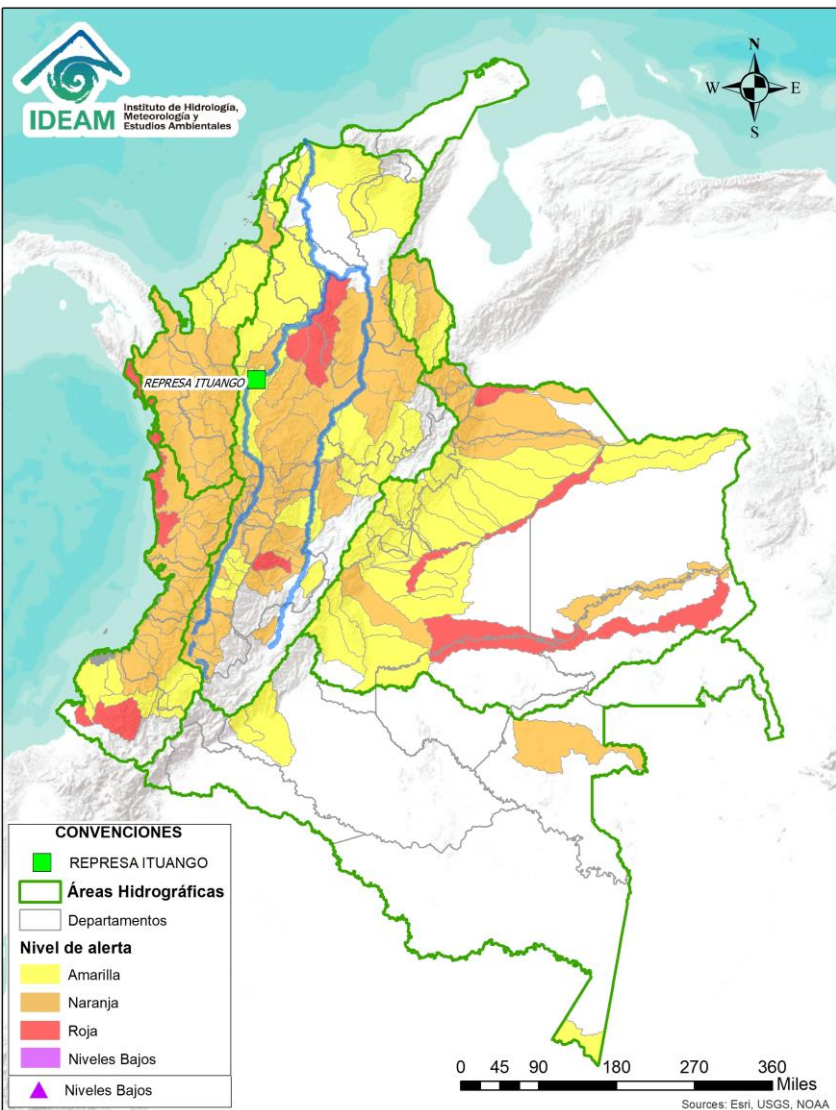 IDEAM
Instituto de Hidrología,
Meteorología y
Estudios Ambientales
N
W
E
S
REPRESA ITUANGO
CONVENCIONES
REPRESA ITUANGO
Áreas Hidrográficas
Departamentos
Nivel de alerta
Amarilla
Naranja
Roja
Niveles Bajos
Niveles Bajos
0 45 90 180 270 360
Miles
Sources: Esri, USGS, NOAA